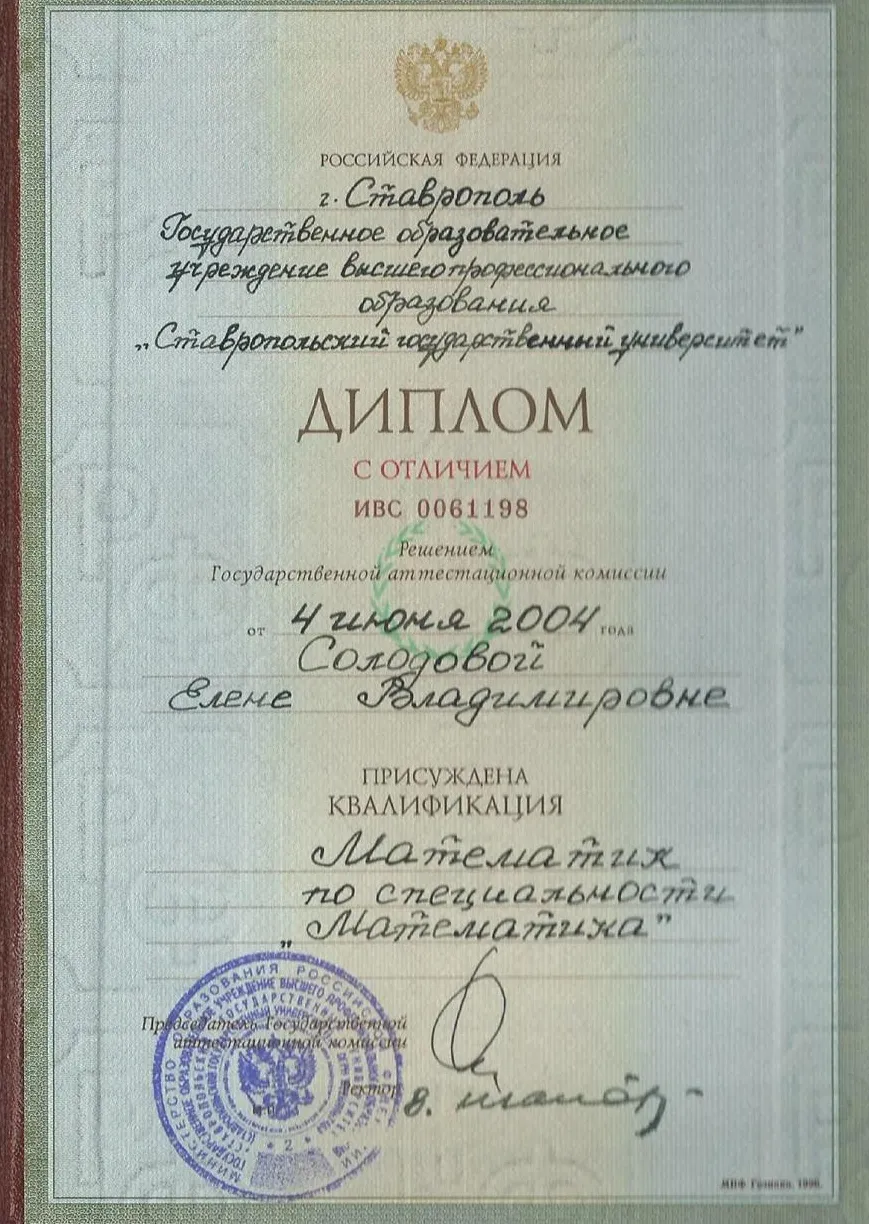 РОССИЙСКАЯ ФЕДЕРАЦИЯ
г. Ставрополь
Государственное образовательное
учреждение высшего профессионального
образования
„Ставропольский государственный университет"
ДИПЛОМ
С ОТЛИЧИЕМ
ИВС 0061198
Решением
Государственной аттестационной комиссии
от 4 июня 2004 года
Солодовой
Елене Владимировне
ПРИСУЖДЕНА
КВАЛИФИКАЦИЯ
Математик
по специальности
„Математика"
Председатель Государственной
аттестационной комиссии
Ректор
МПФ Гознака. 1996.